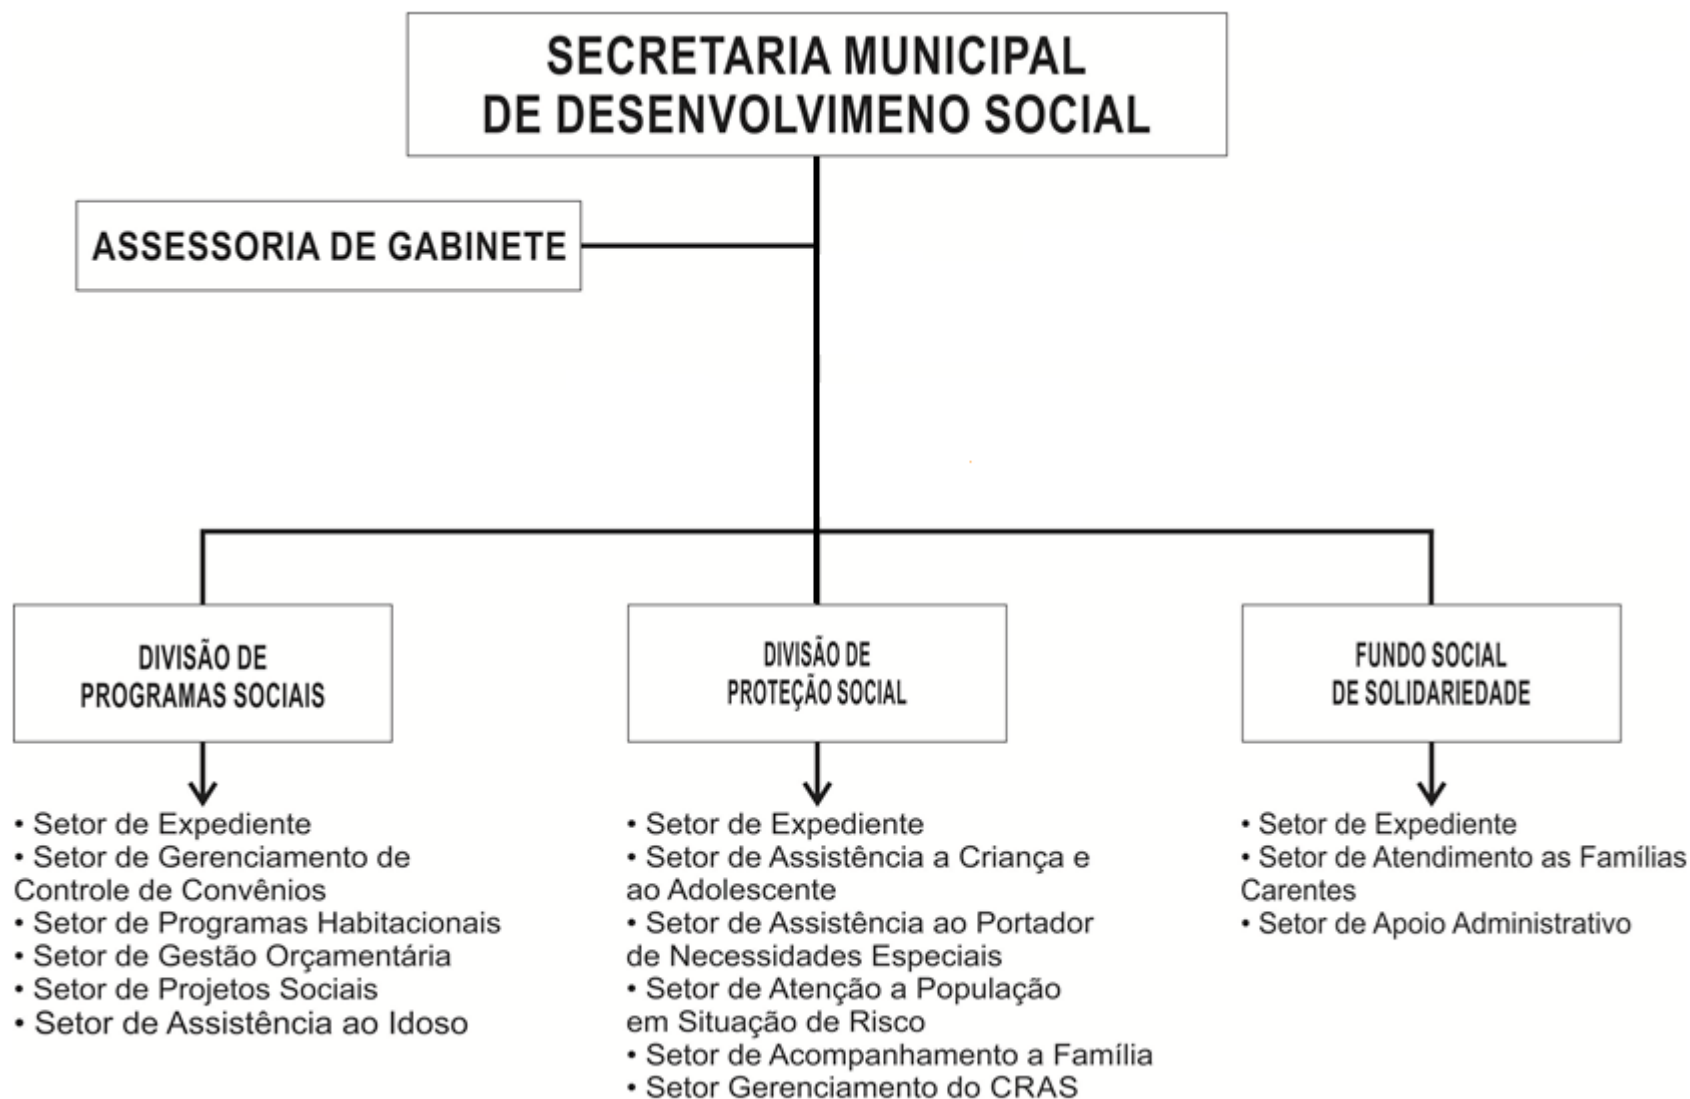 SECRETARIA MUNICIPAL
DE DESENVOLVIMENO SOCIAL
ASSESSORIA DE GABINETE
DIVISÃO DE
PROGRAMAS SOCIAIS
• Setor de Expediente
• Setor de Gerenciamento de
Controle de Convênios
• Setor de Programas Habitacionais
• Setor de Gestão Orçamentária
• Setor de Projetos Sociais
• Setor de Assistência ao Idoso
DIVISÃO DE
PROTEÇÃO SOCIAL
• Setor de Expediente
• Setor de Assistência a Criança e
ao Adolescente
• Setor de Assistência ao Portador
de Necessidades Especiais
• Setor de Atenção a População
em Situação de Risco
• Setor de Acompanhamento a Família
• Setor Gerenciamento do CRAS
FUNDO SOCIAL
DE SOLIDARIEDADE
• Setor de Expediente
• Setor de Atendimento as Famílias
Carentes
• Setor de Apoio Administrativo